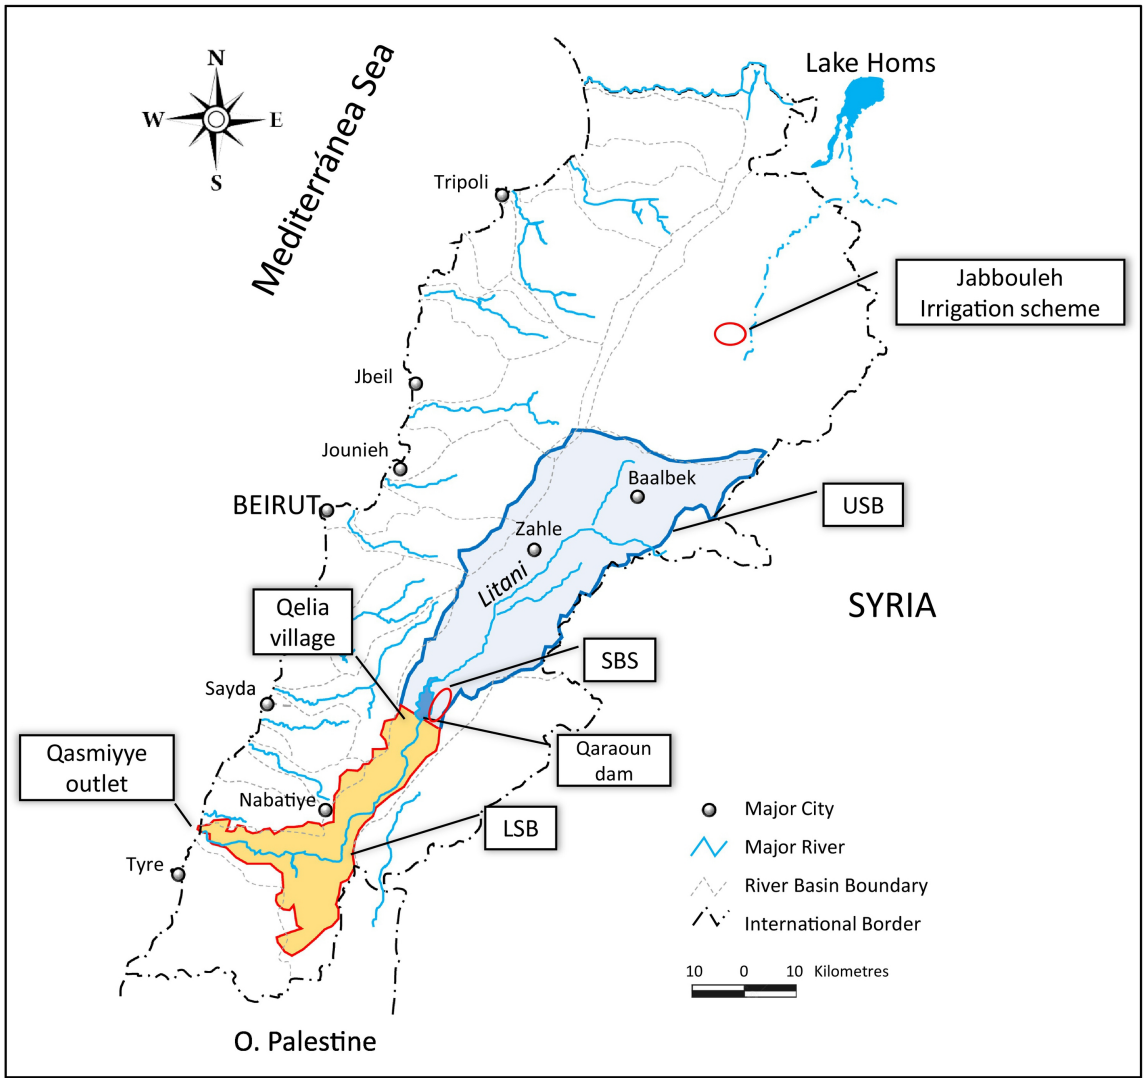 N
W
E
S
Mediterránea Sea
Lake Homs
Tripoli
Jabbouleh
Irrigation scheme
Jbeil
Jounieh
BEIRUT
Baalbek
USB
Zahle
Litani
Qelia
village
SYRIA
SBS
Sayda
Qasmiyye
outlet
Qaraoun
dam
Nabatiye
LSB
Tyre
Major City
Major River
River Basin Boundary
International Border
10 0 10 Kilometres
O. Palestine